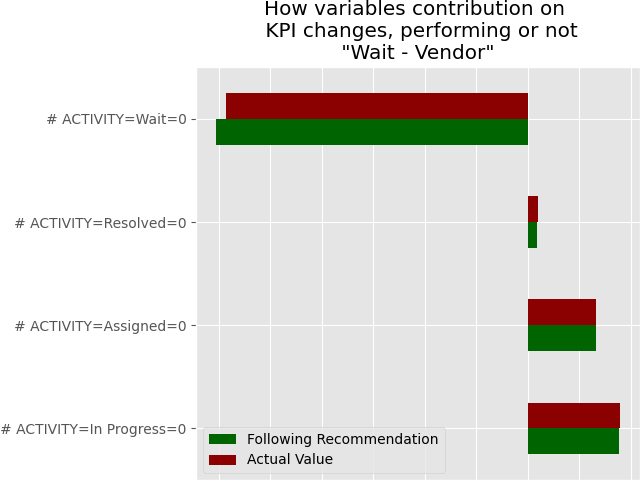 How variables contribution on
KPI changes, performing or not
"Wait - Vendor"
# ACTIVITY=Wait=0
# ACTIVITY=Resolved=0
# ACTIVITY=Assigned=0
# ACTIVITY=In Progress=0
Following Recommendation
Actual Value